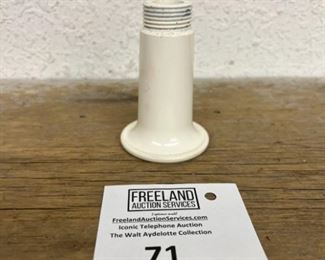 FREELAND
AUCTION SERVICES
FreelandAuctionServices.com
Iconic Telephone Auction
The Walt Aydelotte Collection
71